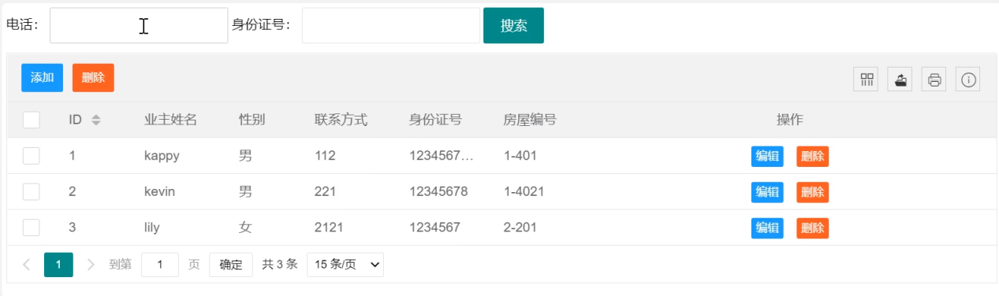 电话： 身份证号： 搜索
添加 删除
ID 业主姓名 性别 联系方式 身份证号 房屋编号 操作
1 kappy 男 112 1234567... 1-401 编辑 删除
2 kevin 男 221 12345678 1-4021 编辑 删除
3 lily 女 2121 1234567 2-201 编辑 删除
1 到第 1 页 确定 共 3 条 15 条/页